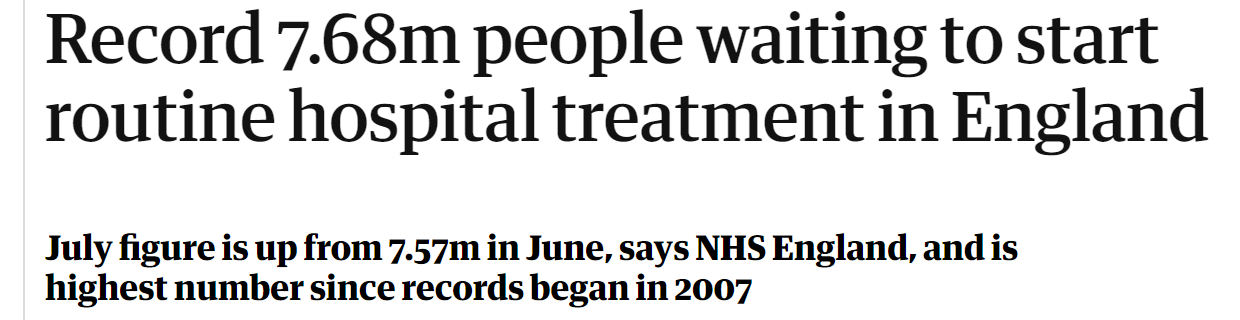 Record 7.68m people waiting to start
routine hospital treatment in England
July figure is up from 7.57m in June, says NHS England, and is
highest number since records began in 2007